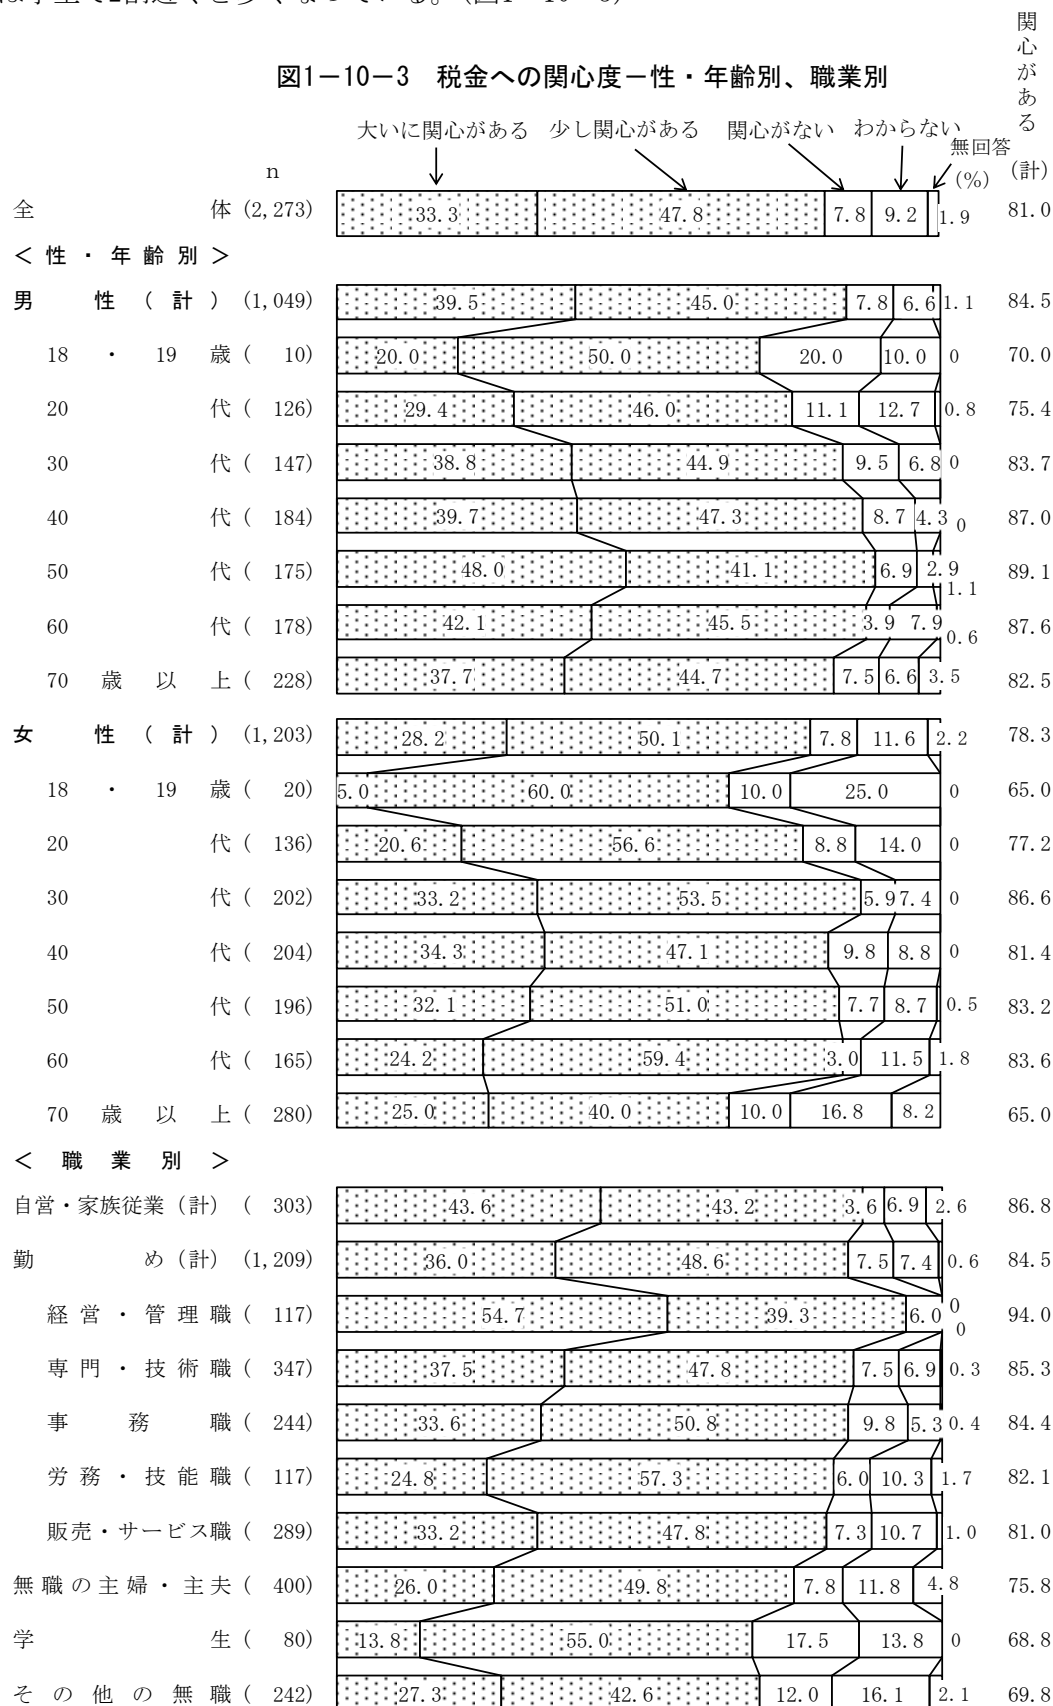 図1－10－3　税金への関心度－性・年齢別、職業別
関心がある
(計)
大いに関心がある　少し関心がある　関心がない　わからない　無回答
n　(%)
全体 (2,273) 33.3 47.8 7.8 9.2 1.9 81.0
＜性・年齢別＞
男性（計） (1,049) 39.5 45.0 7.8 6.6 1.1 84.5
18・19歳 ( 10) 20.0 50.0 20.0 10.0 0 70.0
20代 ( 126) 29.4 46.0 11.1 12.7 0.8 75.4
30代 ( 147) 38.8 44.9 9.5 6.8 0 83.7
40代 ( 184) 39.7 47.3 8.7 4.3 0 87.0
50代 ( 175) 48.0 41.1 6.9 2.9 1.1 89.1
60代 ( 178) 42.1 45.5 3.9 7.9 0.6 87.6
70歳以上 ( 228) 37.7 44.7 7.5 6.6 3.5 82.5
女性（計） (1,203) 28.2 50.1 7.8 11.6 2.2 78.3
18・19歳 ( 20) 5.0 60.0 10.0 25.0 0 65.0
20代 ( 136) 20.6 56.6 8.8 14.0 0 77.2
30代 ( 202) 33.2 53.5 5.9 7.4 0 86.6
40代 ( 204) 34.3 47.1 9.8 8.8 0 81.4
50代 ( 196) 32.1 51.0 7.7 8.7 0.5 83.2
60代 ( 165) 24.2 59.4 3.0 11.5 1.8 83.6
70歳以上 ( 280) 25.0 40.0 10.0 16.8 8.2 65.0
＜職業別＞
自営・家族従業（計） ( 303) 43.6 43.2 3.6 6.9 2.6 86.8
勤め（計） (1,209) 36.0 48.6 7.5 7.4 0.6 84.5
経営・管理職 ( 117) 54.7 39.3 6.0 0 0 94.0
専門・技術職 ( 347) 37.5 47.8 7.5 6.9 0.3 85.3
事務職 ( 244) 33.6 50.8 9.8 5.3 0.4 84.4
労務・技能職 ( 117) 24.8 57.3 6.0 10.3 1.7 82.1
販売・サービス職 ( 289) 33.2 47.8 7.3 10.7 1.0 81.0
無職の主婦・主夫 ( 400) 26.0 49.8 7.8 11.8 4.8 75.8
学生 ( 80) 13.8 55.0 17.5 13.8 0 68.8
その他の無職 ( 242) 27.3 42.6 12.0 16.1 2.1 69.8